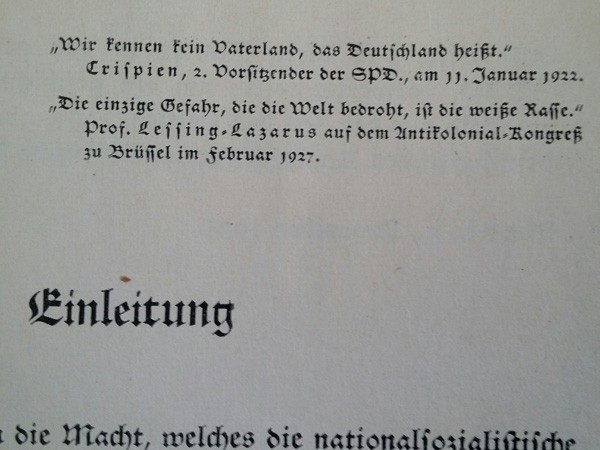 „Wir kennen kein Vaterland, das Deutſchland heißt.“
Criſpien, 2. Vorſitzender der SPD., am 11. Januar 1922.
„Die einzige Gefahr, die die Welt bedroht, iſt die weiße Raſſe.“
Prof. Leſſing-Lazarus auf dem Antikolonial-Kongreß
zu Brüſſel im Februar 1927.
Einleitung
die Macht, welches die nationalſozialiſtiſche